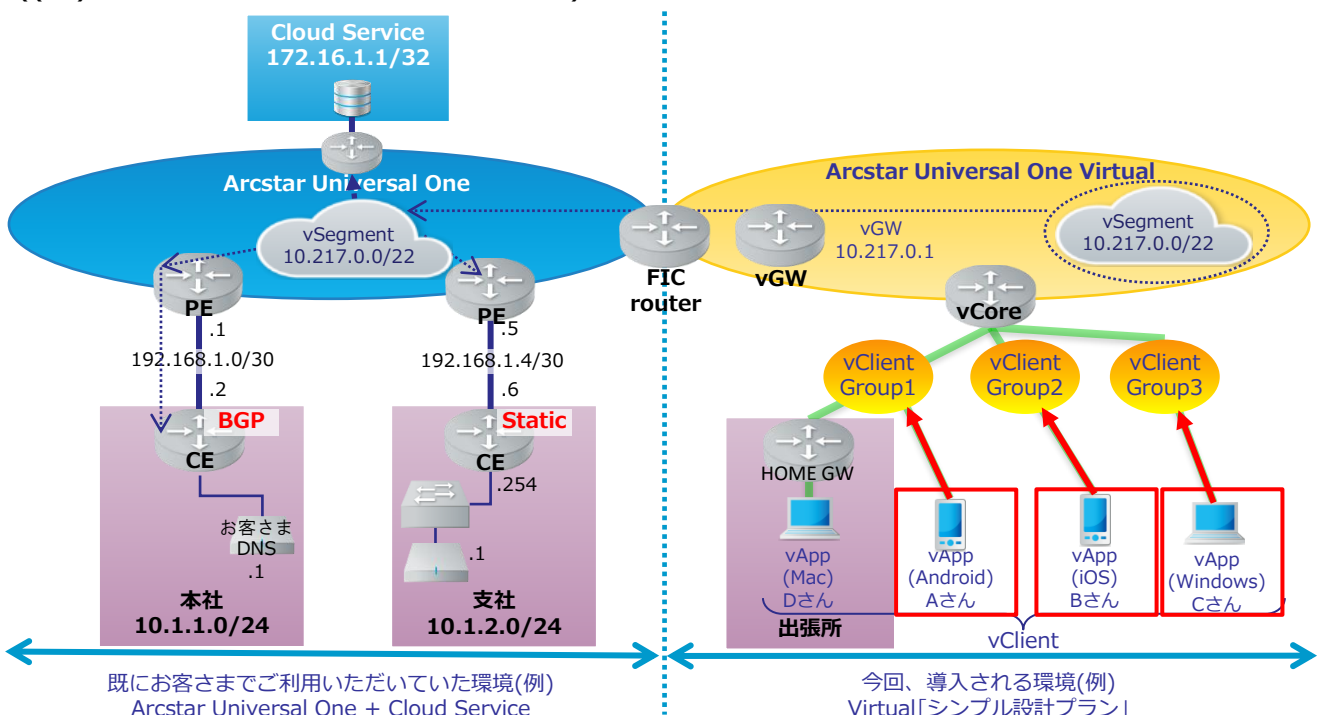 Cloud Service
172.16.1.1/32
Arcstar Universal One
vSegment
10.217.0.0/22
PE
.1
192.168.1.0/30
.2
BGP
CE
お客さま
DNS
.1
本社
10.1.1.0/24
PE
.5
192.168.1.4/30
.6
Static
CE
.254
.1
支社
10.1.2.0/24
既にお客さまでご利用いただいていた環境(例)
Arcstar Universal One + Cloud Service
FIC
router
Arcstar Universal One Virtual
vGW
vGW
10.217.0.1
vSegment
10.217.0.0/22
vCore
vClient
Group1
vClient
Group2
vClient
Group3
HOME GW
vApp
(Mac)
Dさん
出張所
vApp
(Android)
Aさん
vApp
(iOS)
Bさん
vApp
(Windows)
Cさん
vClient
今回、導入される環境(例)
Virtual「シンプル設計プラン」